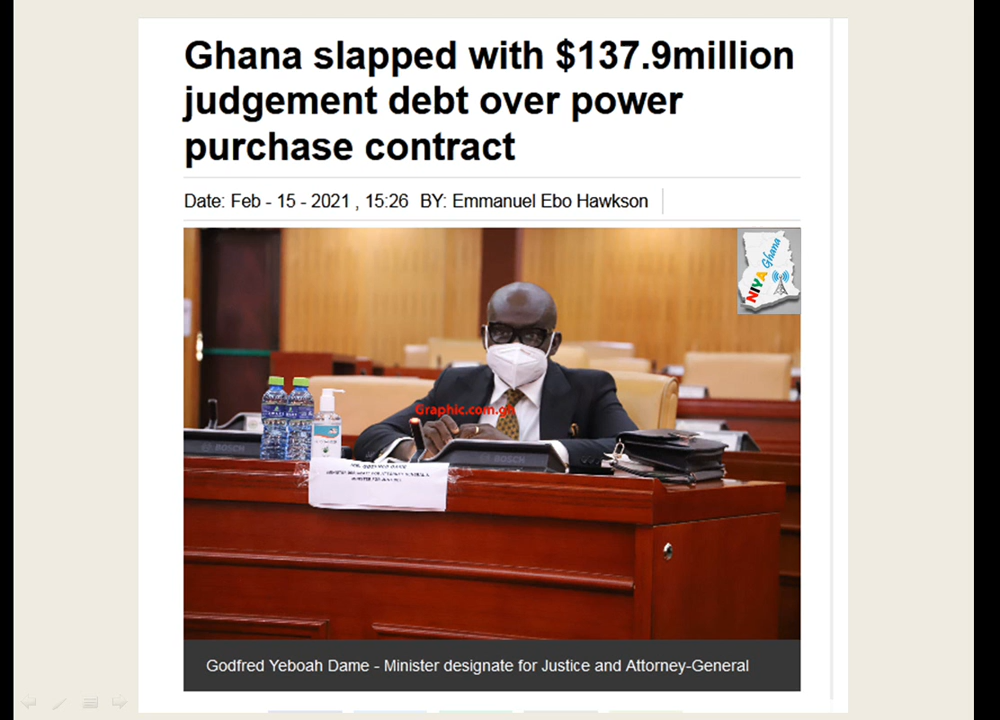 Ghana slapped with $137.9million
judgement debt over power
purchase contract
Date: Feb - 15 - 2021 , 15:26 BY: Emmanuel Ebo Hawkson
NIYA Ghana
Graphic.com.gh
BOSCH
BOSCH
Godfred Yeboah Dame - Minister designate for Justice and Attorney-General